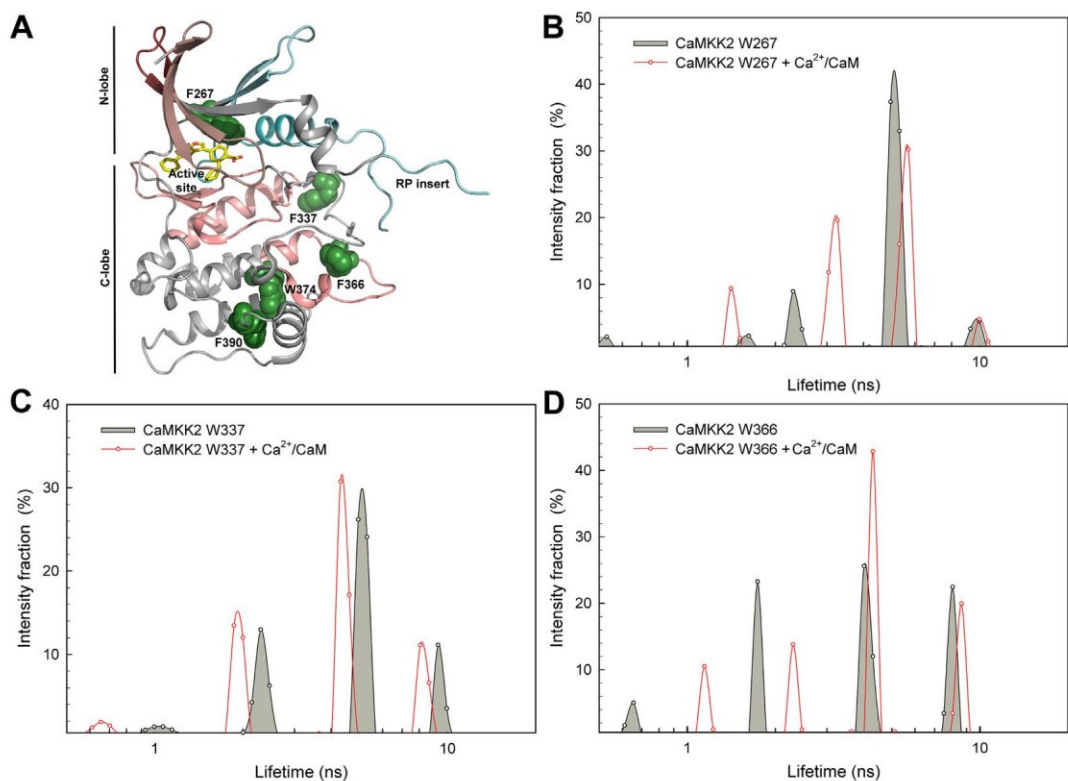 A
N-lobe
C-lobe
F267
Active
site
RP insert
F337
F366
W374
F390
B
CaMKK2 W267
CaMKK2 W267 + Ca²⁺/CaM
Intensity fraction (%)
50
40
30
20
10
1
10
Lifetime (ns)
C
CaMKK2 W337
CaMKK2 W337 + Ca²⁺/CaM
Intensity fraction (%)
40
30
20
10
1
10
Lifetime (ns)
D
CaMKK2 W366
CaMKK2 W366 + Ca²⁺/CaM
Intensity fraction (%)
50
40
30
20
10
1
10
Lifetime (ns)